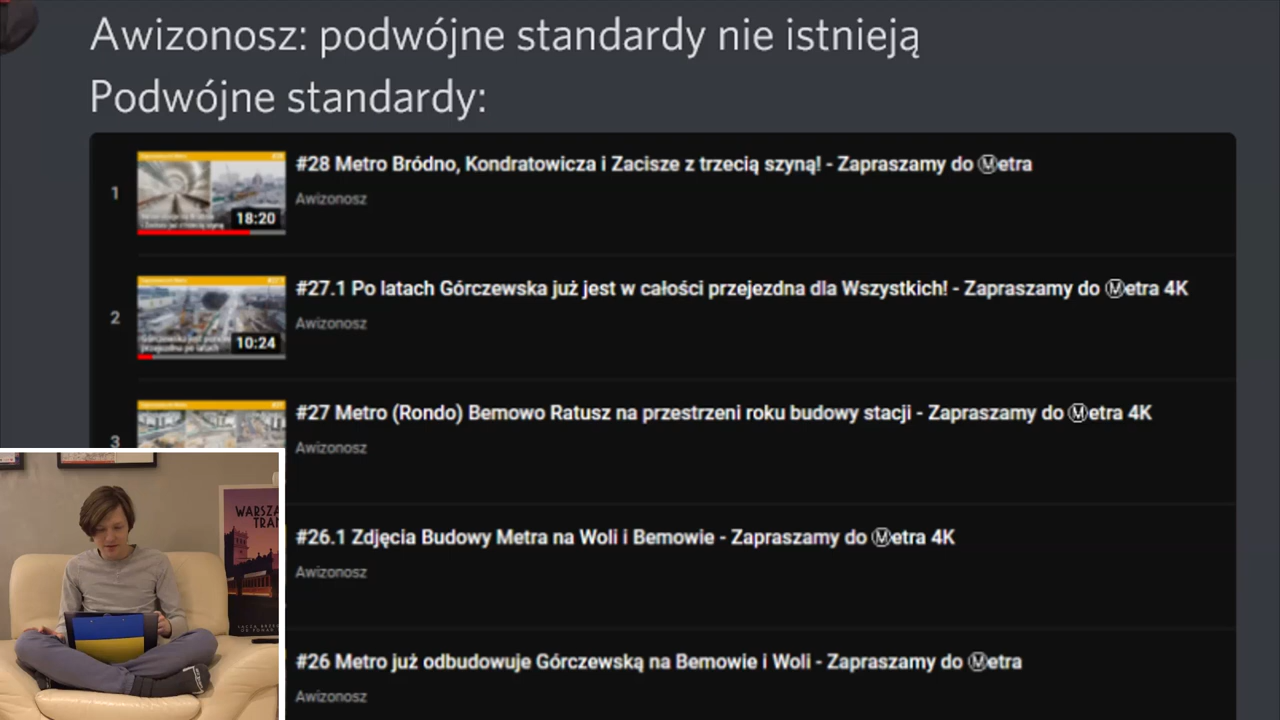 Awizonosz: podwójne standardy nie istnieją
Podwójne standardy:
1
#28 Metro Bródno, Kondratowicza i Zacisze z trzecią szyną! - Zapraszamy do Ⓜetra
Awizonosz
18:20
2
#27.1 Po latach Górczewska już jest w całości przejezdna dla Wszystkich! - Zapraszamy do Ⓜetra 4K
Awizonosz
10:24
3
#27 Metro (Rondo) Bemowo Ratusz na przestrzeni roku budowy stacji - Zapraszamy do Ⓜetra 4K
Awizonosz
#26.1 Zdjęcia Budowy Metra na Woli i Bemowie - Zapraszamy do Ⓜetra 4K
Awizonosz
#26 Metro już odbudowuje Górczewską na Bemowie i Woli - Zapraszamy do Ⓜetra
Awizonosz
WARSZA
TRA